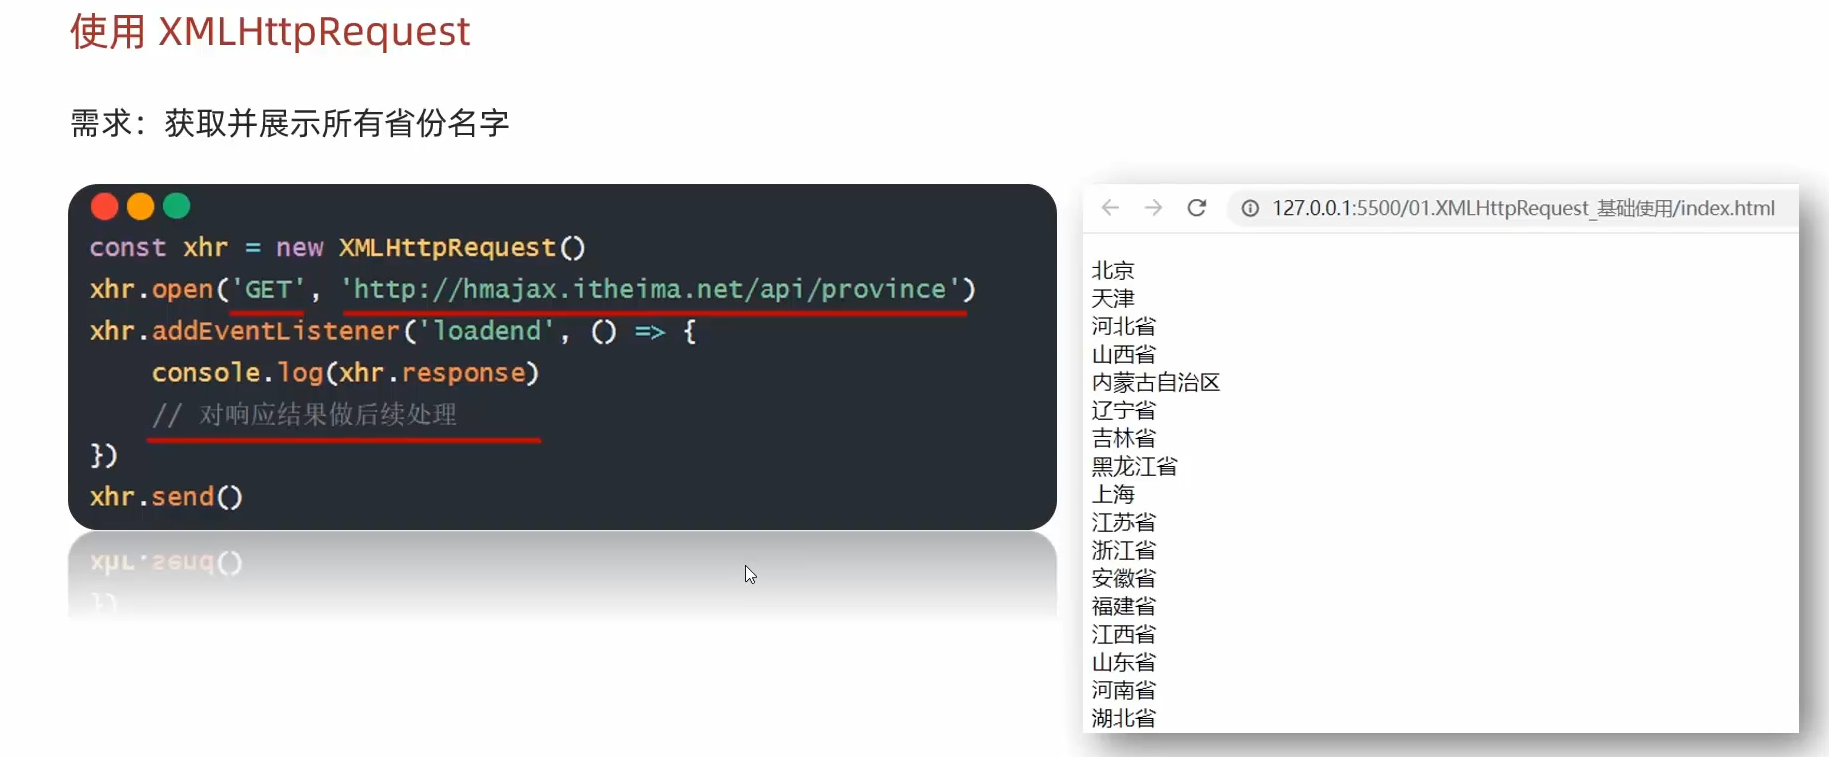 使用 XMLHttpRequest
需求：获取并展示所有省份名字
const xhr = new XMLHttpRequest()
xhr.open('GET', 'http://hmajax.itheima.net/api/province')
xhr.addEventListener('loadend', () => {
    console.log(xhr.response)
    // 对响应结果做后续处理
})
xhr.send()
127.0.0.1:5500/01.XMLHttpRequest_基础使用/index.html
北京
天津
河北省
山西省
内蒙古自治区
辽宁省
吉林省
黑龙江省
上海
江苏省
浙江省
安徽省
福建省
江西省
山东省
河南省
湖北省